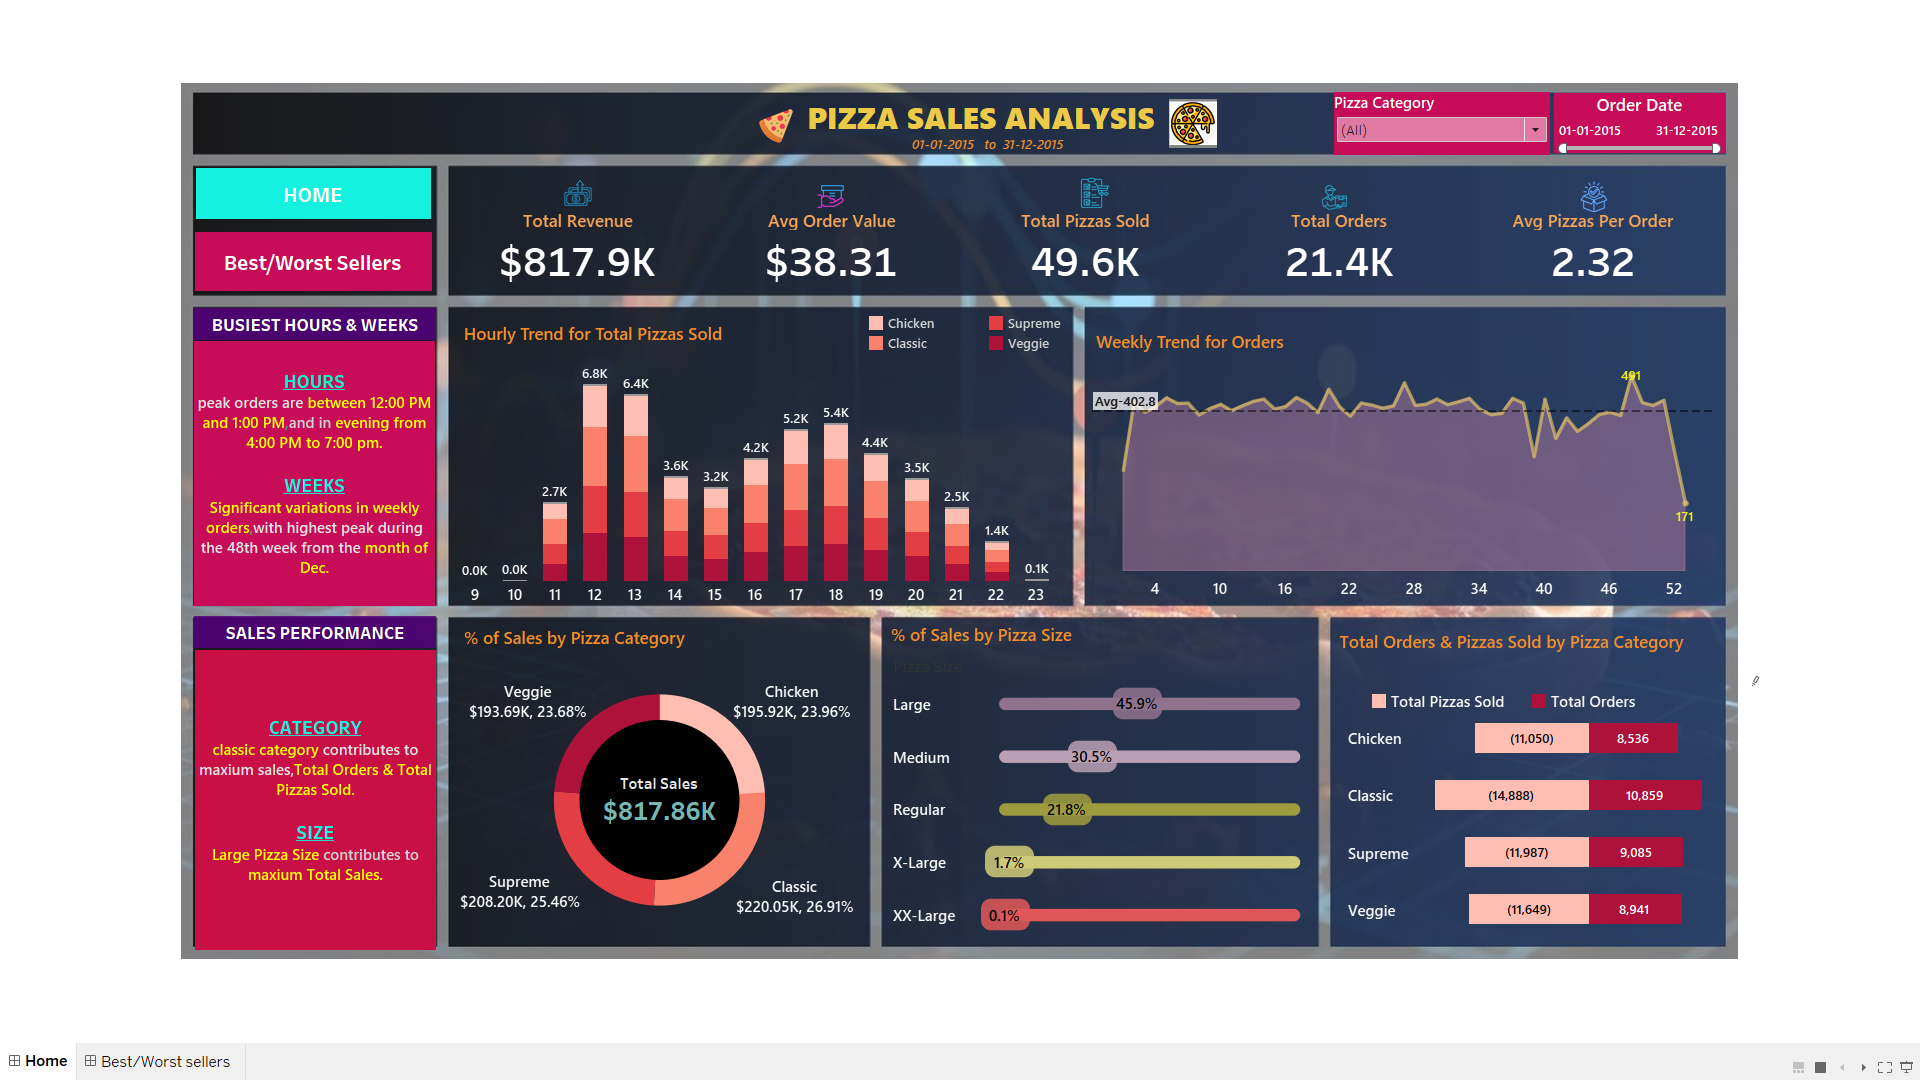 PIZZA SALES ANALYSIS
01-01-2015 to 31-12-2015
Pizza Category
(All)
Order Date
01-01-2015 31-12-2015
HOME
Best/Worst Sellers
Total Revenue
$817.9K
Avg Order Value
$38.31
Total Pizzas Sold
49.6K
Total Orders
21.4K
Avg Pizzas Per Order
2.32
BUSIEST HOURS & WEEKS
HOURS
peak orders are between 12:00 PM
and 1:00 PM,and in evening from
4:00 PM to 7:00 pm.
WEEKS
Significant variations in weekly
orders,with highest peak during
the 48th week from the month of
Dec.
Hourly Trend for Total Pizzas Sold
Chicken Supreme
Classic Veggie
0.0K 0.0K 2.7K 6.8K 6.4K 3.6K 3.2K 4.2K 5.2K 5.4K 4.4K 3.5K 2.5K 1.4K 0.1K
9 10 11 12 13 14 15 16 17 18 19 20 21 22 23
Weekly Trend for Orders
491
Avg-402.8
171
4 10 16 22 28 34 40 46 52
SALES PERFORMANCE
CATEGORY
classic category contributes to
maxium sales,Total Orders & Total
Pizzas Sold.
SIZE
Large Pizza Size contributes to
maxium Total Sales.
% of Sales by Pizza Category
Veggie
$193.69K, 23.68%
Chicken
$195.92K, 23.96%
Total Sales
$817.86K
Supreme
$208.20K, 25.46%
Classic
$220.05K, 26.91%
% of Sales by Pizza Size
Pizza Size
Large 45.9%
Medium 30.5%
Regular 21.8%
X-Large 1.7%
XX-Large 0.1%
Total Orders & Pizzas Sold by Pizza Category
Total Pizzas Sold Total Orders
Chicken (11,050) 8,536
Classic (14,888) 10,859
Supreme (11,987) 9,085
Veggie (11,649) 8,941
Home Best/Worst sellers